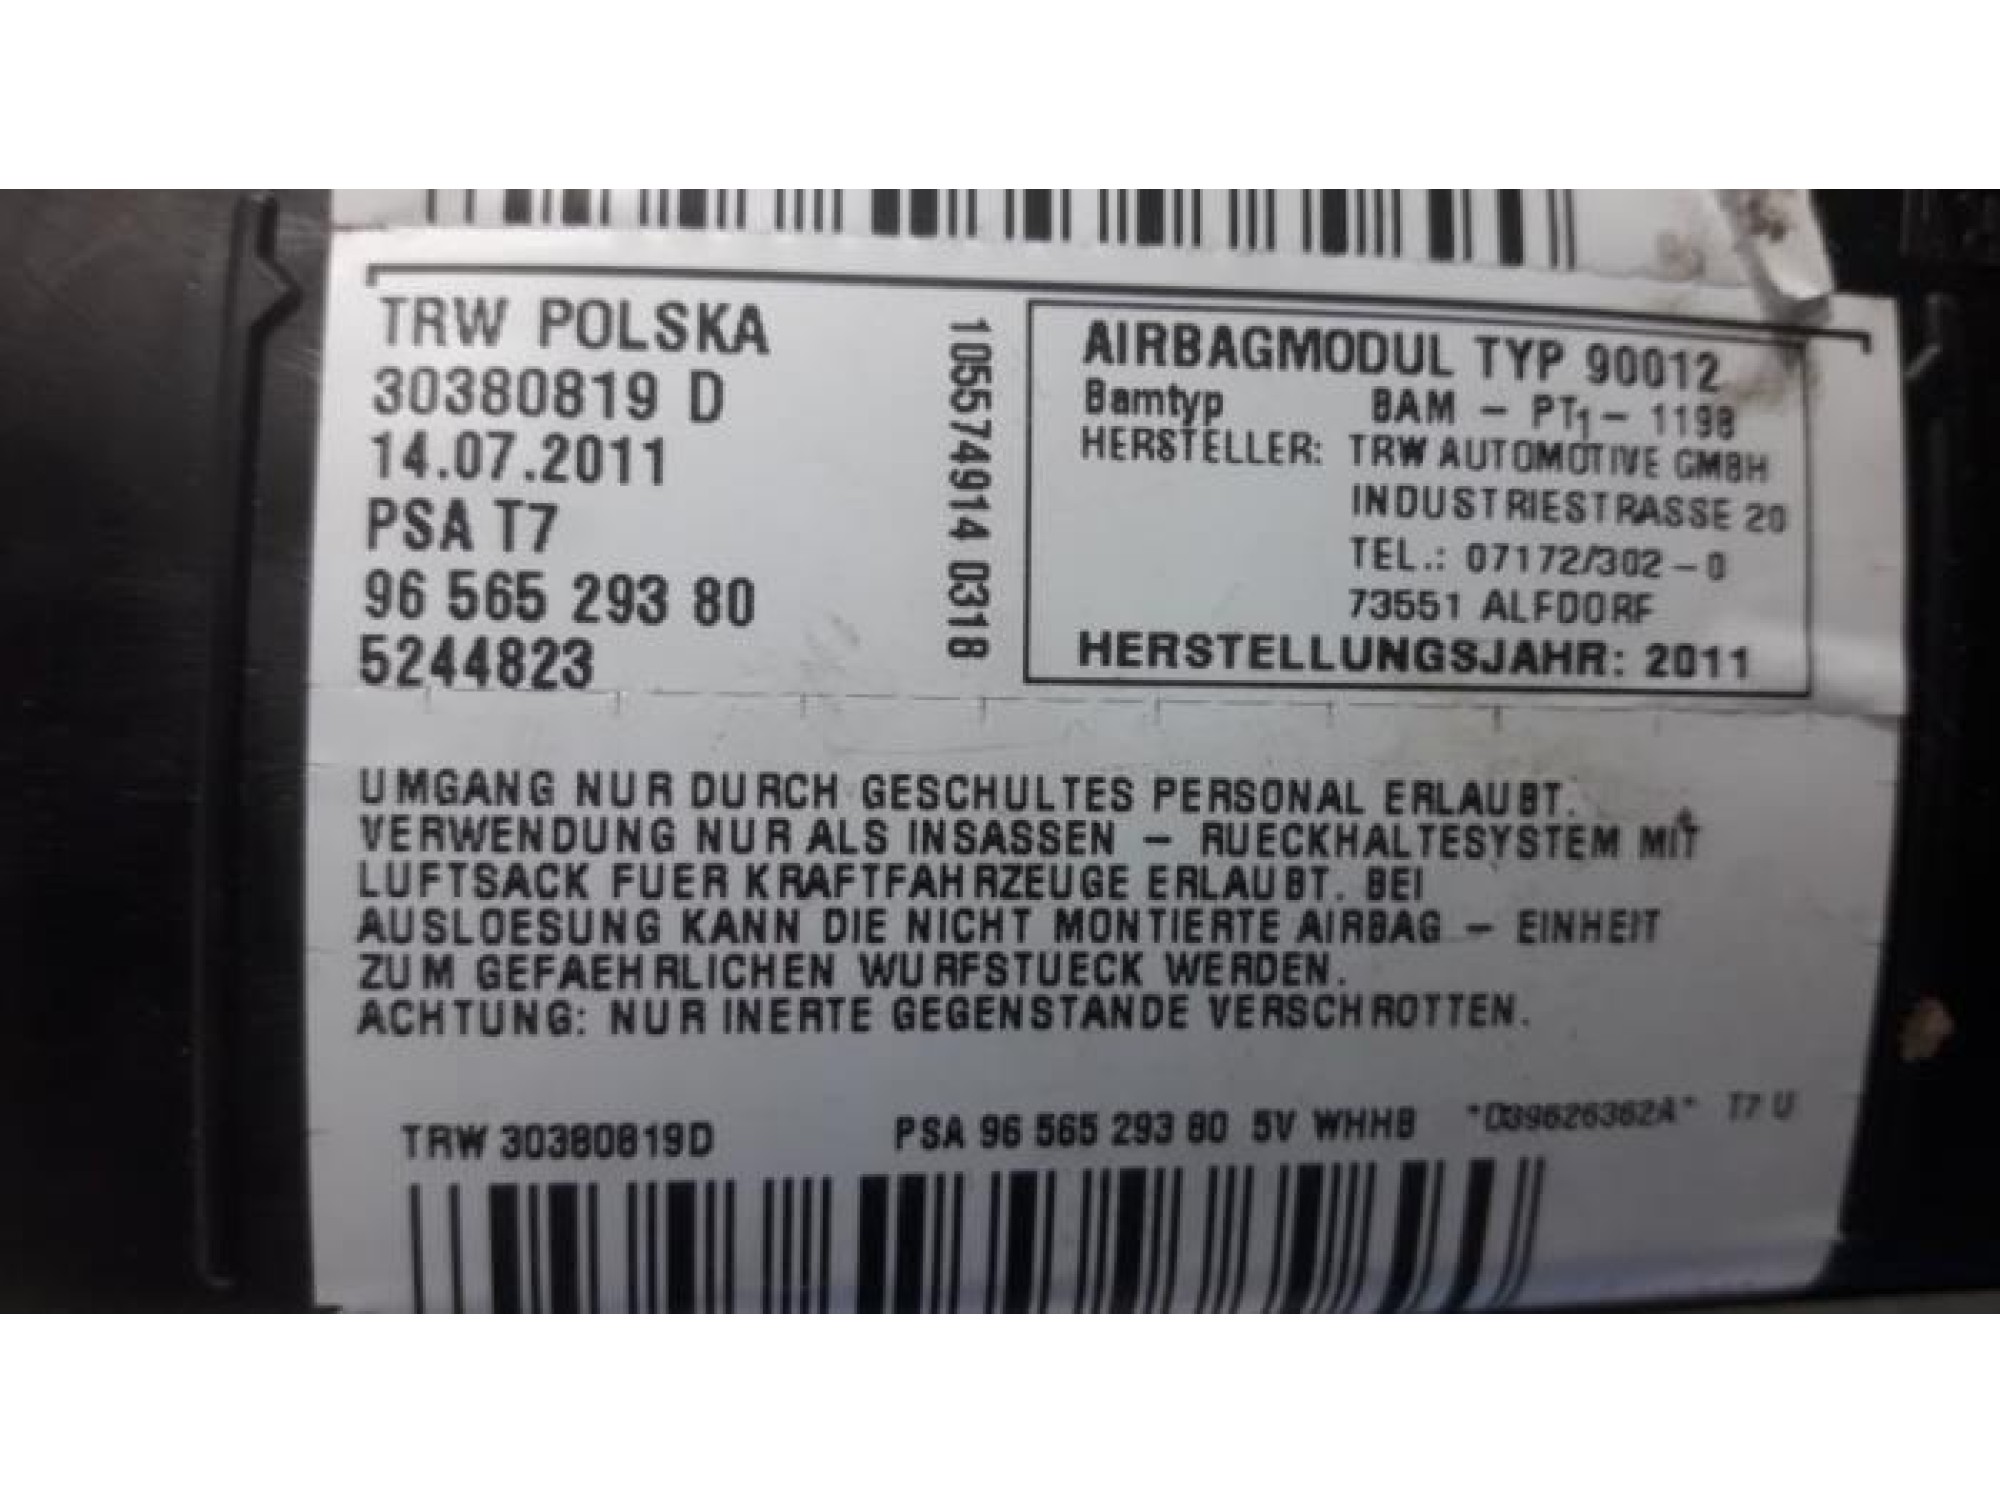 TRW POLSKA
30380819 D
14.07.2011
PSA T7
96 565 293 80
5244823
1055749140318
AIRBAGMODUL TYP 90012
Bamtyp BAM - PT1 - 1198
HERSTELLER: TRW AUTOMOTIVE GMBH
INDUSTRIESTRASSE 20
TEL.: 07172/302-0
73551 ALFDORF
HERSTELLUNGSJAHR: 2011
UMGANG NUR DURCH GESCHULTES PERSONAL ERLAUBT.
VERWENDUNG NUR ALS INSASSEN - RUECKHALTESYSTEM MIT
LUFTSACK FUER KRAFTFAHRZEUGE ERLAUBT. BEI
AUSLOESUNG KANN DIE NICHT MONTIERTE AIRBAG - EINHEIT
ZUM GEFAEHRLICHEN WURFSTUECK WERDEN.
ACHTUNG: NUR INERTE GEGENSTANDE VERSCHROTTEN.
TRW 30380819D PSA 96 565 293 80 5V WHHB *D39626362A* T7 U